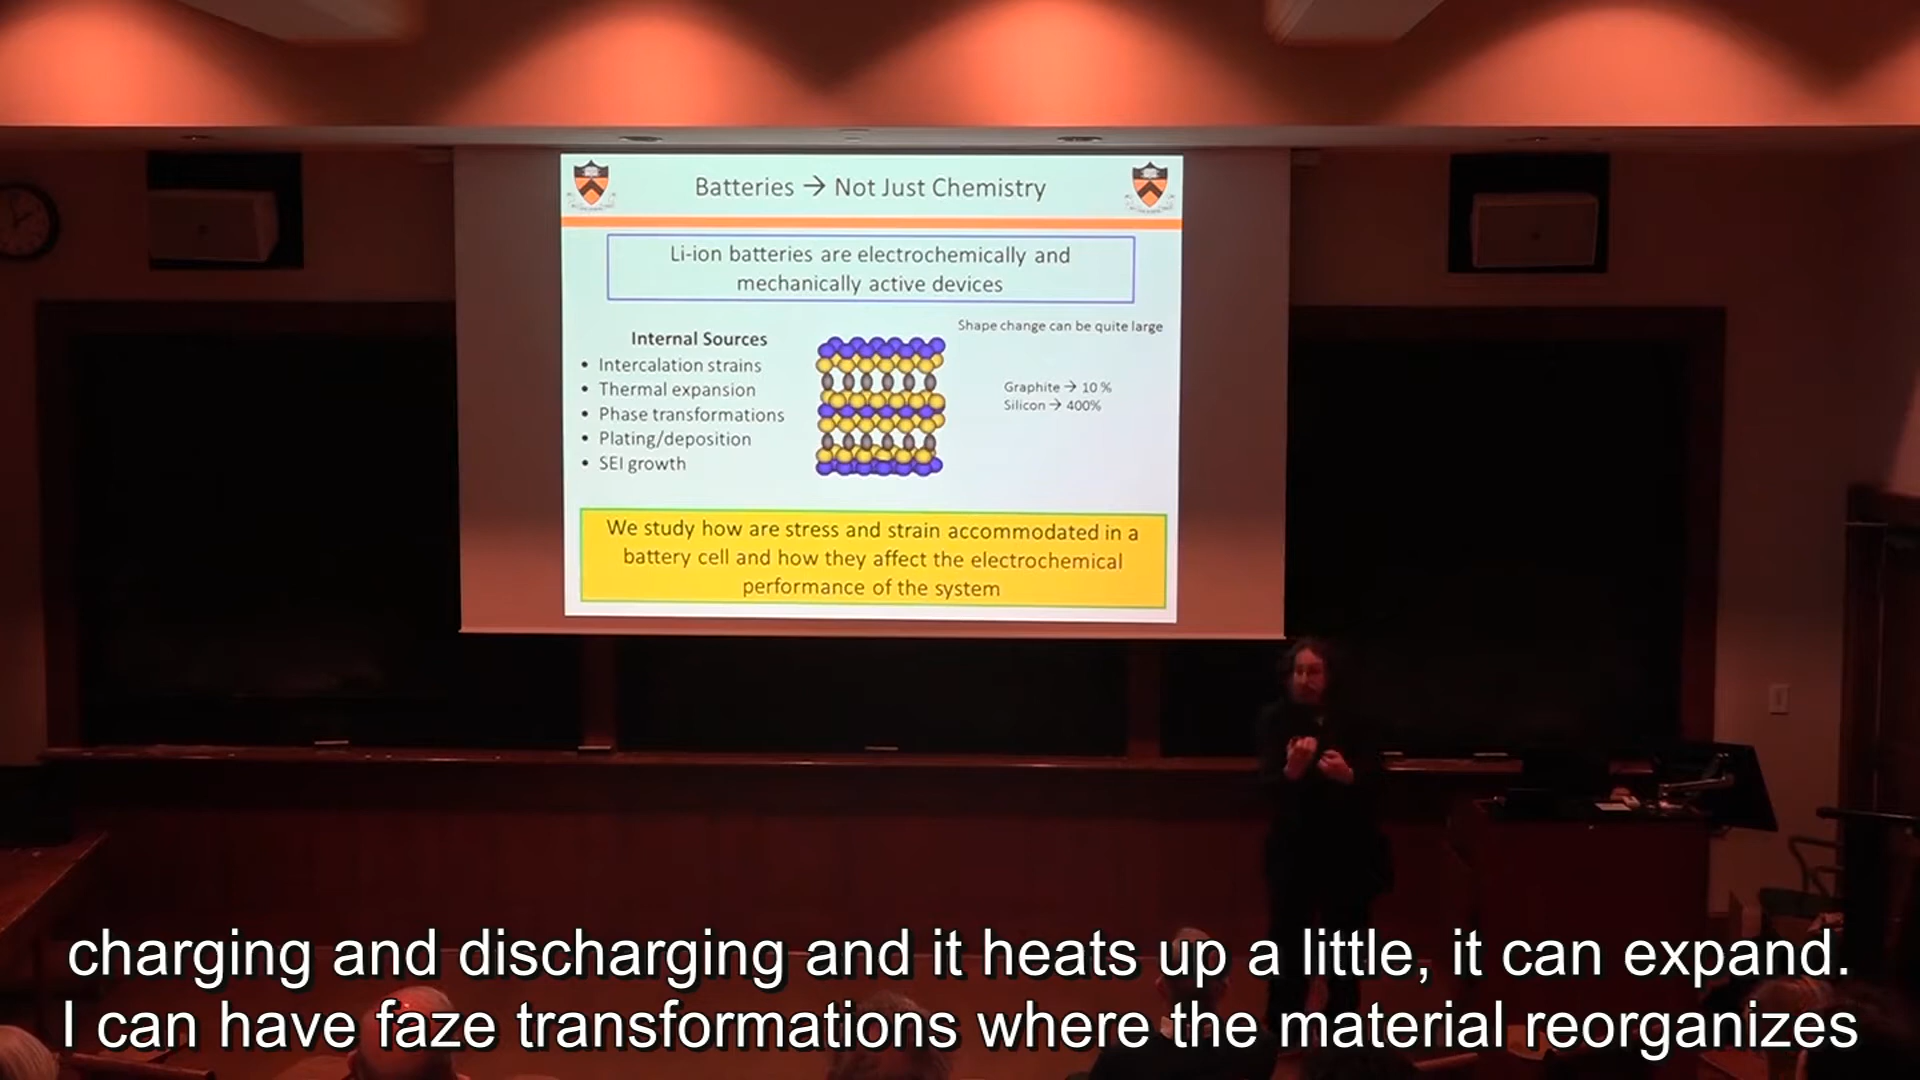 Batteries → Not Just Chemistry
Li-ion batteries are electrochemically and
mechanically active devices
Shape change can be quite large
Internal Sources
• Intercalation strains
• Thermal expansion
• Phase transformations
• Plating/deposition
• SEI growth
Graphite → 10 %
Silicon → 400%
We study how are stress and strain accommodated in a
battery cell and how they affect the electrochemical
performance of the system
charging and discharging and it heats up a little, it can expand.
I can have faze transformations where the material reorganizes